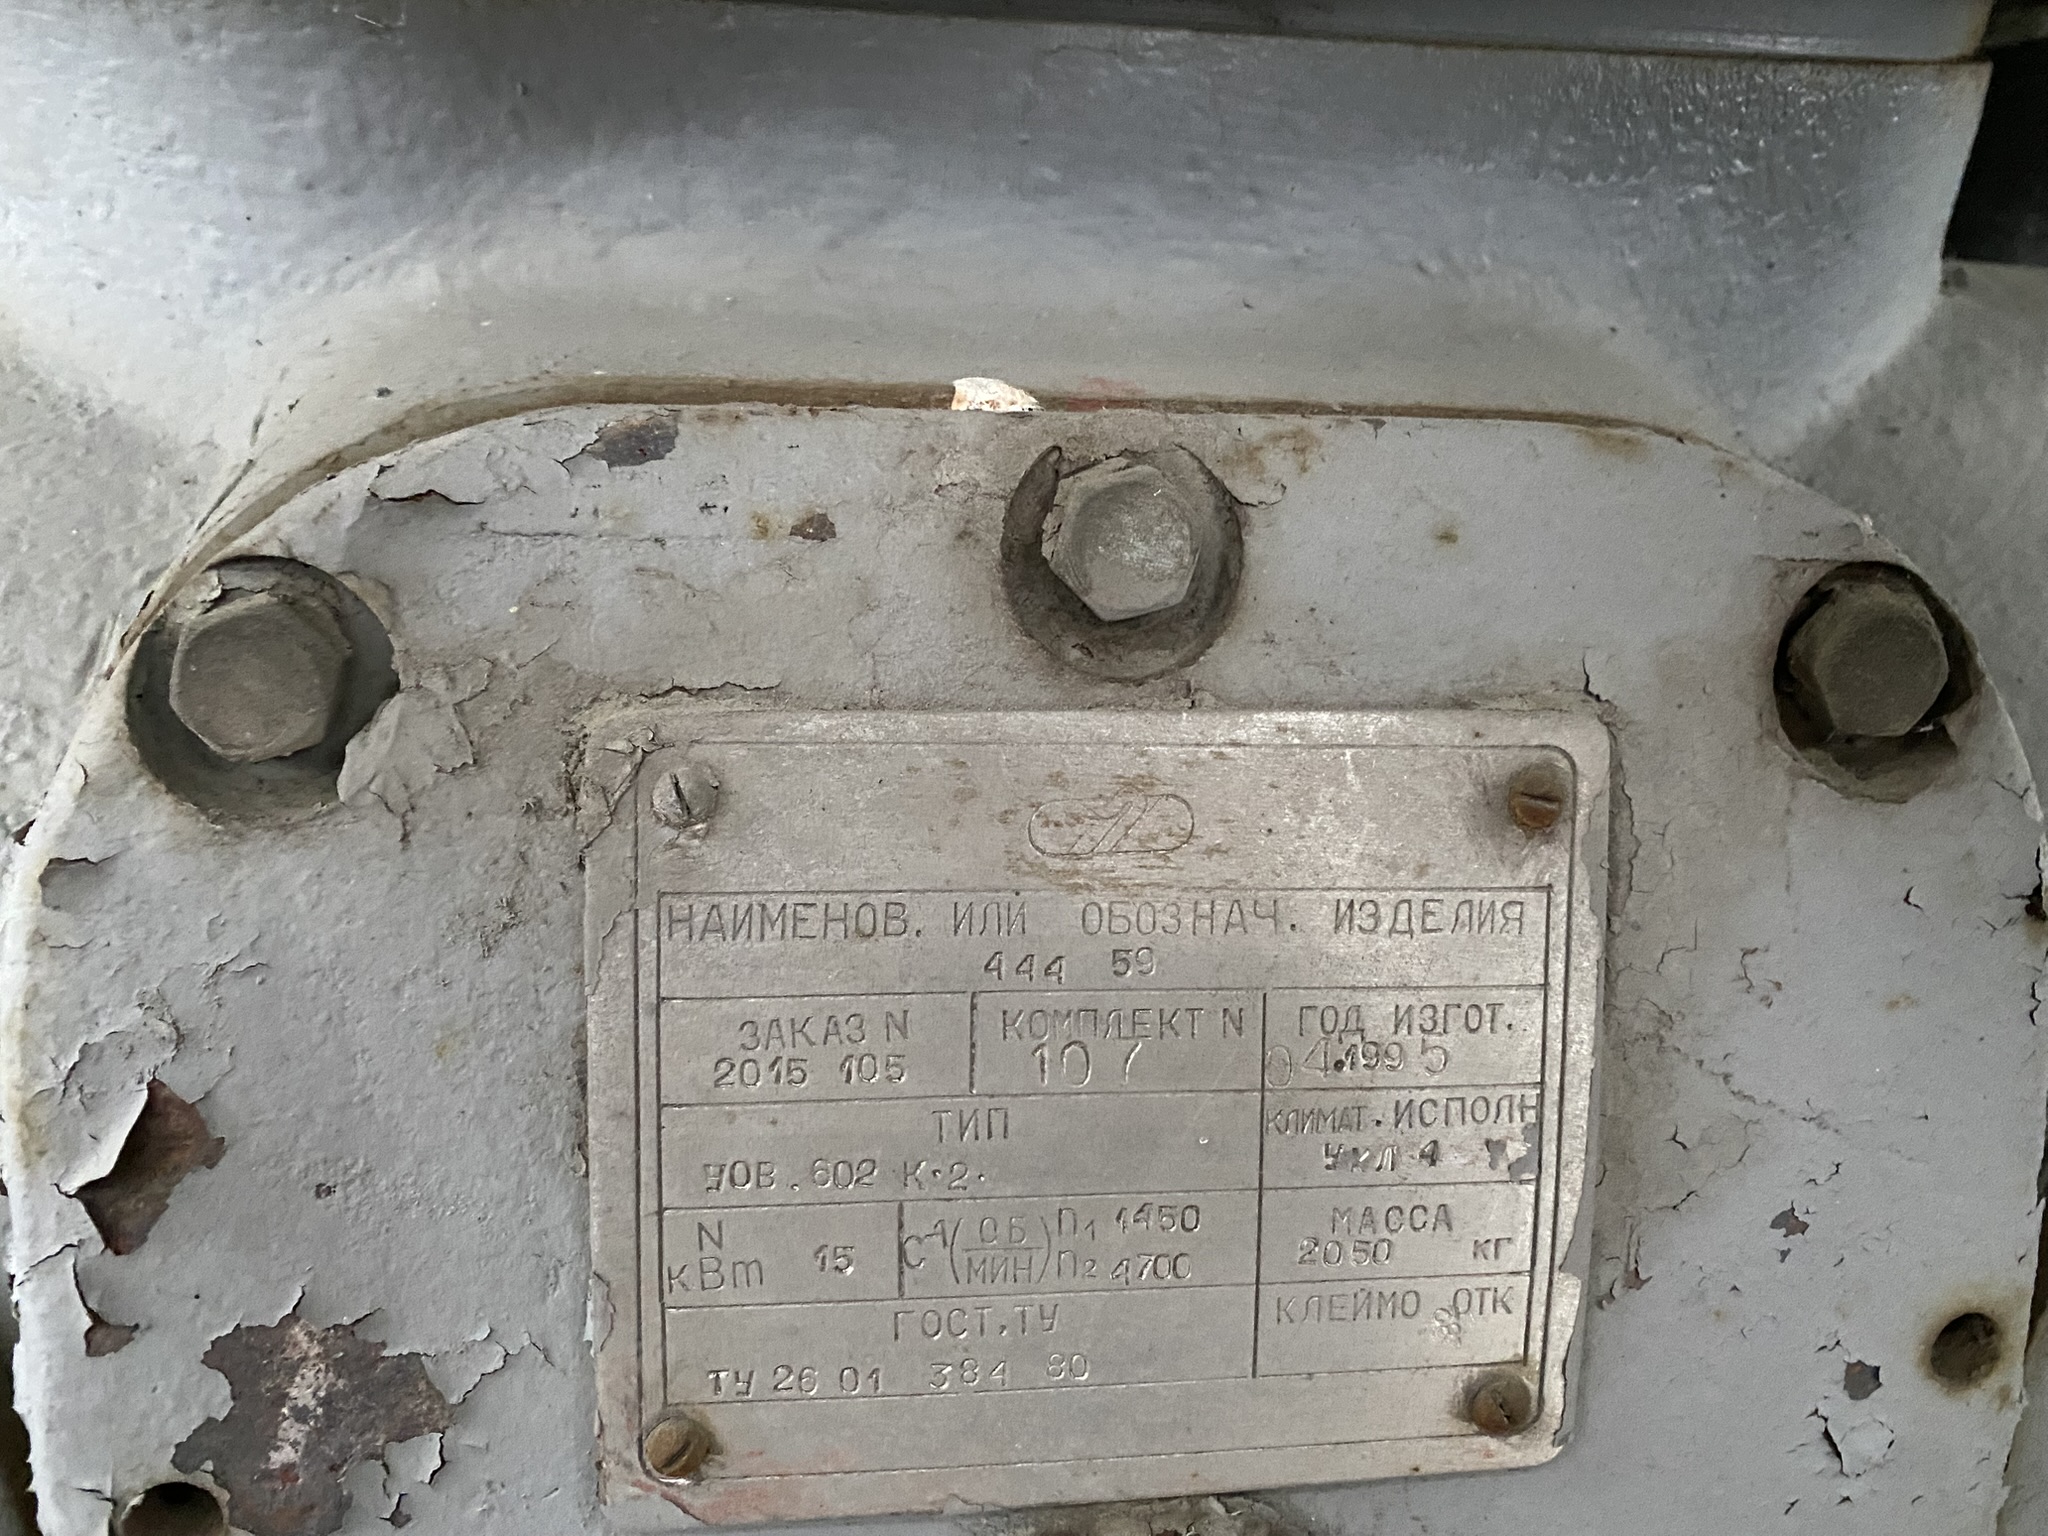 НАИМЕНОВ. ИЛИ ОБОЗНАЧ. ИЗДЕЛИЯ
444 59
ЗАКАЗ N
2015 105
КОМПЛЕКТ N
107
ГОД ИЗГОТ.
04.1995
ТИП
УОВ.602 К.2.
КЛИМАТ. ИСПОЛН
УХЛ 4
N
кВт
15
С-1 (ОБ/МИН) П1 1450
П2 4700
МАССА
2050 кг
ГОСТ.ТУ
ТУ 26 01 384 80
КЛЕЙМО ОТК